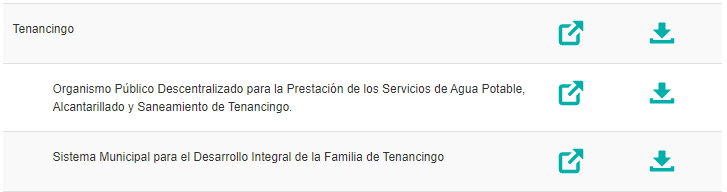 Tenancingo
Organismo Público Descentralizado para la Prestación de los Servicios de Agua Potable,
Alcantarillado y Saneamiento de Tenancingo.
Sistema Municipal para el Desarrollo Integral de la Familia de Tenancingo